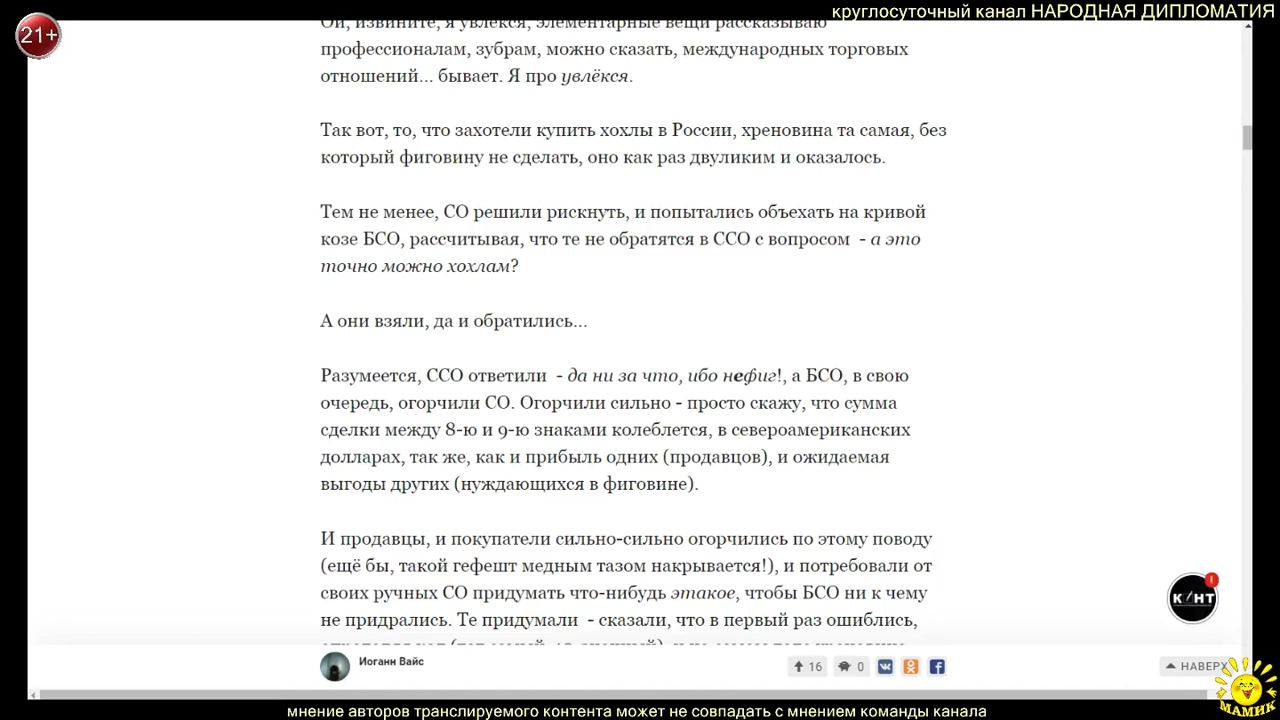 круглосуточный канал НАРОДНАЯ ДИПЛОМАТИЯ
21+
Ой, извините, я увлёкся, элементарные вещи рассказываю
профессионалам, зубрам, можно сказать, международных торговых
отношений... бывает. Я про увлёкся.
Так вот, то, что захотели купить хохлы в России, хреновина та самая, без
который фиговину не сделать, оно как раз двуликим и оказалось.
Тем не менее, СО решили рискнуть, и попытались объехать на кривой
козе БСО, рассчитывая, что те не обратятся в ССО с вопросом - а это
точно можно хохлам?
А они взяли, да и обратились...
Разумеется, ССО ответили - да ни за что, ибо нефиг!, а БСО, в свою
очередь, огорчили СО. Огорчили сильно - просто скажу, что сумма
сделки между 8-ю и 9-ю знаками колеблется, в североамериканских
долларах, так же, как и прибыль одних (продавцов), и ожидаемая
выгоды других (нуждающихся в фиговине).
И продавцы, и покупатели сильно-сильно огорчились по этому поводу
(ещё бы, такой гефешт медным тазом накрывается!), и потребовали от
своих ручных СО придумать что-нибудь этакое, чтобы БСО ни к чему
не придрались. Те придумали - сказали, что в первый раз ошиблись,
КОНТ
Иоганн Вайс
16
0
НАВЕРХ
МАМИК
мнение авторов транслируемого контента может не совпадать с мнением команды канала